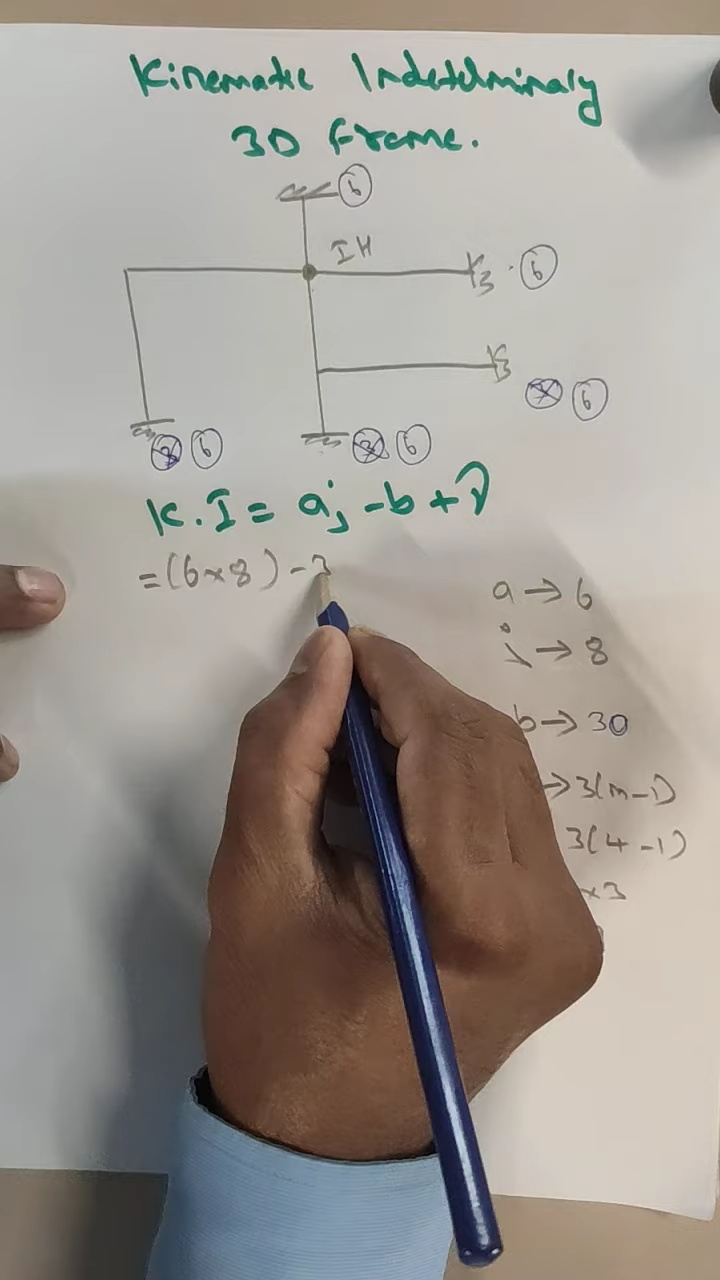 Kinematic Indeterminacy
3D Frame.
6
IH
6
6
6
6
K.I = aj - b + r
= (6×8) - 3
a → 6
j → 8
b → 30
→ 3(m-1)
3(4-1)
×3